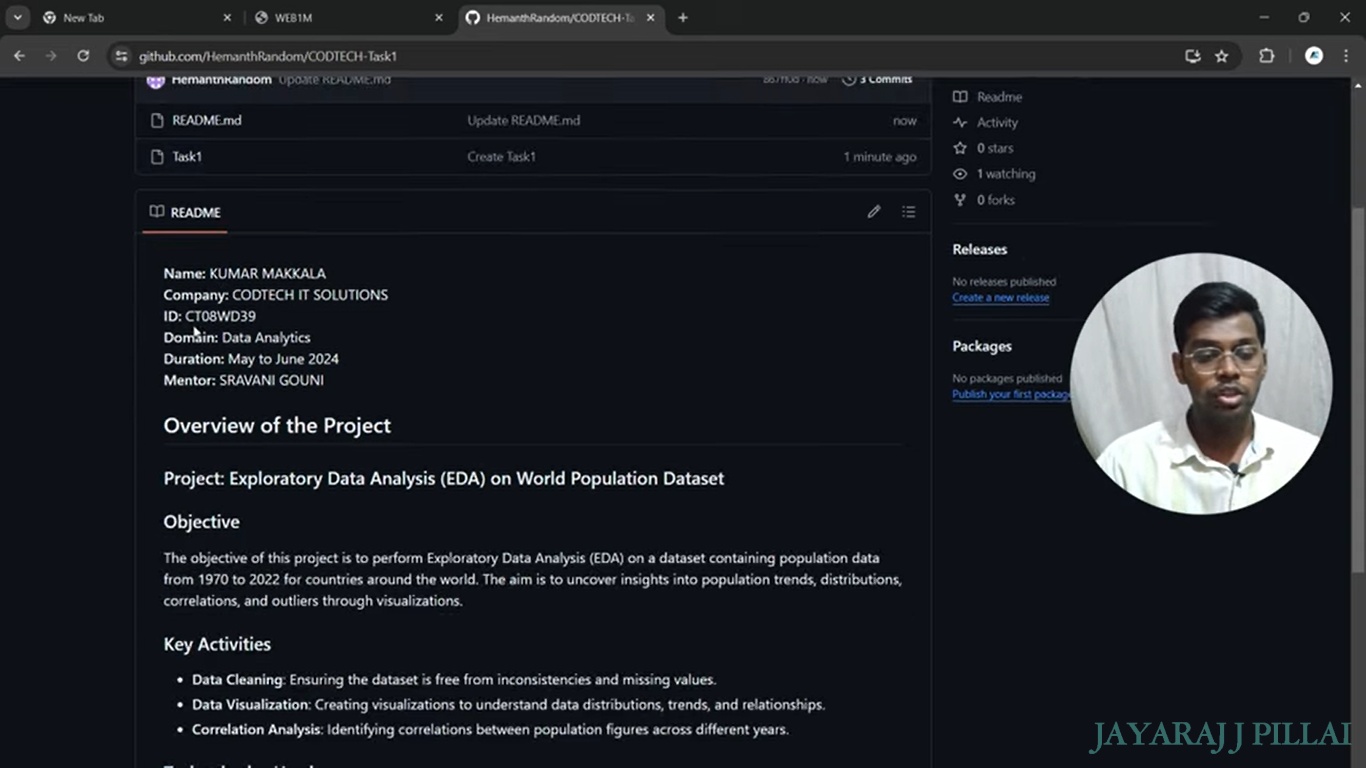 New Tab
WEB1M
HemanthRandom/CODTECH-Ta
github.com/HemanthRandom/CODTECH-Task1
HemanthRandom Update README.md now 3 Commits
README.md Update README.md now
Task1 Create Task1 1 minute ago
README
Name: KUMAR MAKKALA
Company: CODTECH IT SOLUTIONS
ID: CT08WD39
Domain: Data Analytics
Duration: May to June 2024
Mentor: SRAVANI GOUNI
Overview of the Project
Project: Exploratory Data Analysis (EDA) on World Population Dataset
Objective
The objective of this project is to perform Exploratory Data Analysis (EDA) on a dataset containing population data
from 1970 to 2022 for countries around the world. The aim is to uncover insights into population trends, distributions,
correlations, and outliers through visualizations.
Key Activities
• Data Cleaning: Ensuring the dataset is free from inconsistencies and missing values.
• Data Visualization: Creating visualizations to understand data distributions, trends, and relationships.
• Correlation Analysis: Identifying correlations between population figures across different years.
Readme
Activity
0 stars
1 watching
0 forks
Releases
No releases published
Create a new release
Packages
No packages published
Publish your first package
JAYARAJ J PILLAI